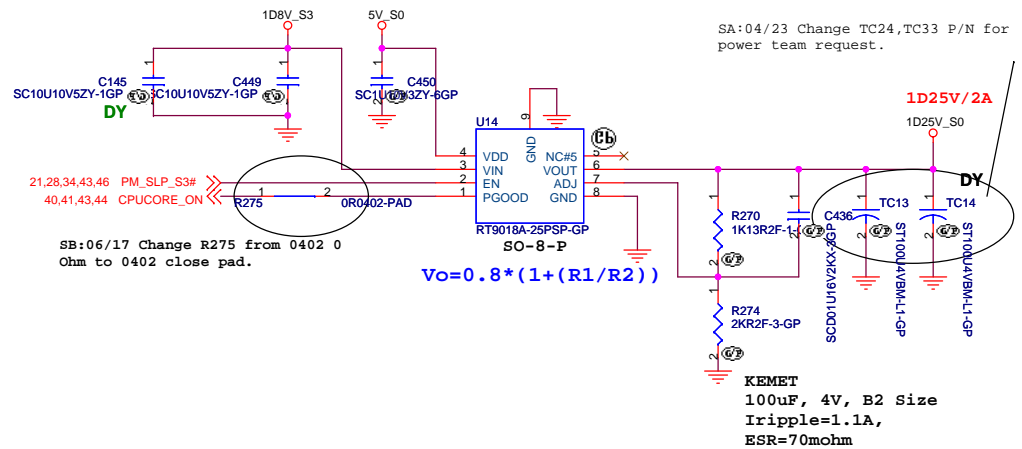 1D8V_S3
5V_S0
SA:04/23 Change TC24,TC33 P/N for
power team request.
C145
SC10U10V5ZY-1GP
DY
C449
SC10U10V5ZY-1GP
C450
1D25V/2A
1D25V_S0
U14
9
GND
4 VDD
3 VIN
2 EN
1 PGOOD
NC#5 5
VOUT 6
ADJ 7
GND 8
RT9018A-25PSP-GP
SO-8-P
Vo=0.8*(1+(R1/R2))
21,28,34,43,46 PM_SLP_S3#
40,41,43,44 CPUCORE_ON
R275
1 2
0R0402-PAD
SB:06/17 Change R275 from 0402 0
Ohm to 0402 close pad.
R270
C436
SCD01U16V2KX-3GP
DY
TC13
ST100U4VBM-L1-GP
TC14
ST100U4VBM-L1-GP
R274
2KR2F-3-GP
KEMET
100uF, 4V, B2 Size
Iripple=1.1A,
ESR=70mohm